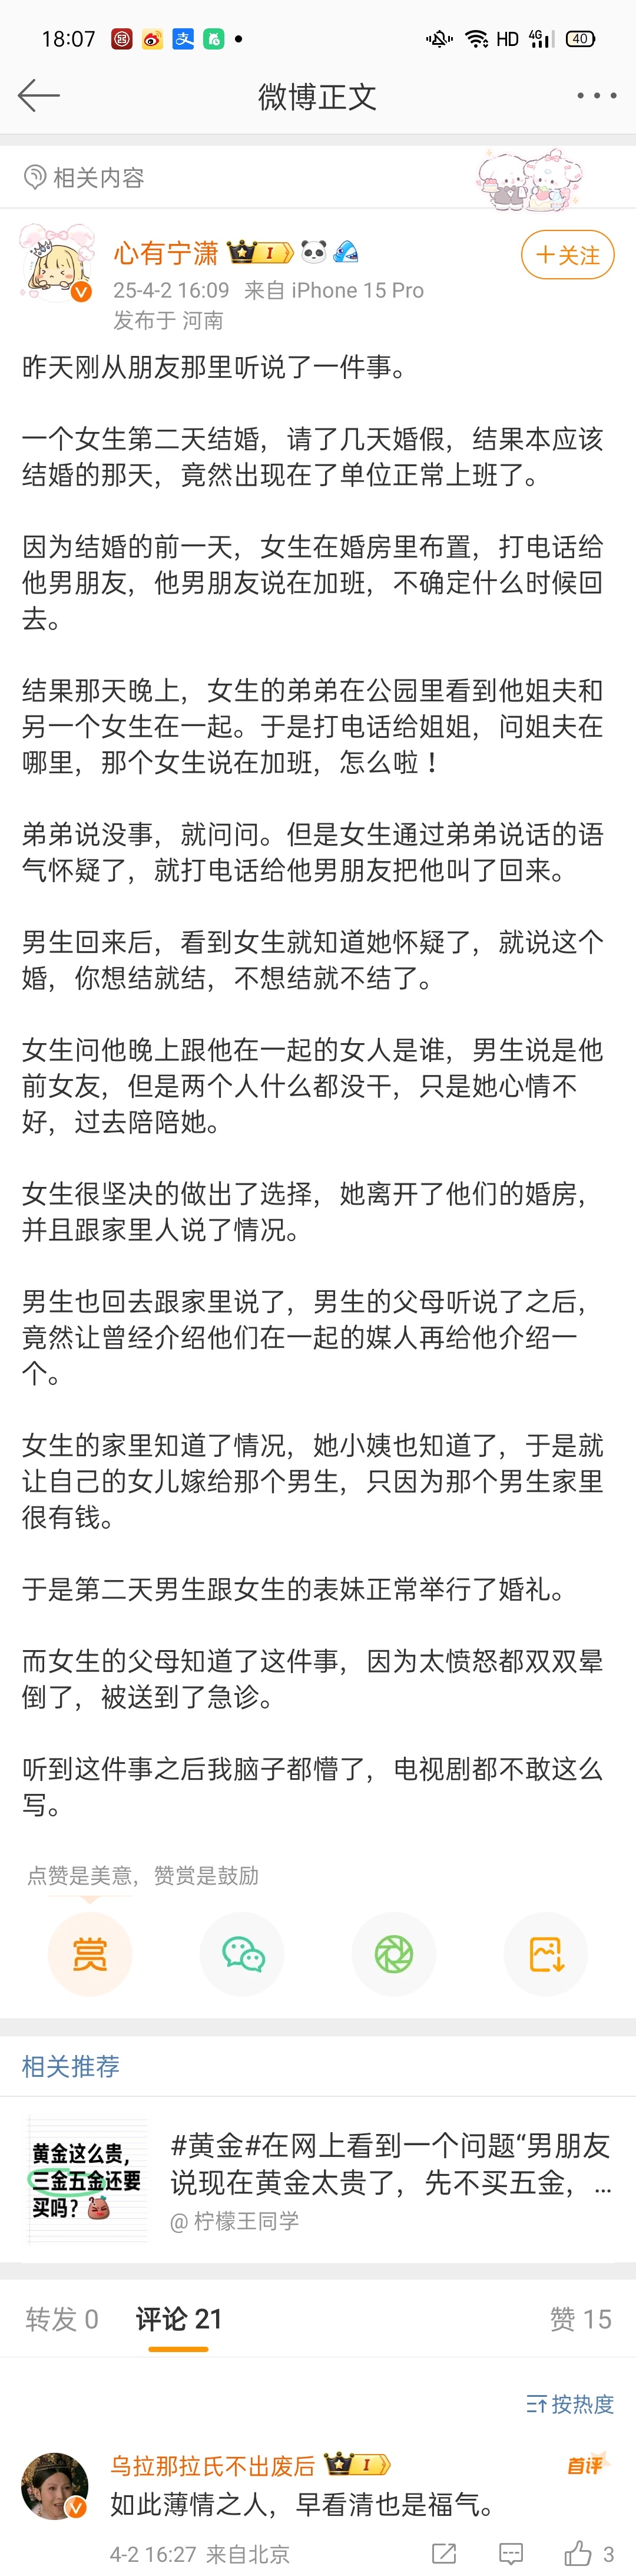 18:07
HD
4G
40
微博正文
相关内容
心有宁潇
I
+关注
25-4-2 16:09 来自 iPhone 15 Pro
发布于 河南
昨天刚从朋友那里听说了一件事。
一个女生第二天结婚，请了几天婚假，结果本应该
结婚的那天，竟然出现在了单位正常上班了。
因为结婚的前一天，女生在婚房里布置，打电话给
他男朋友，他男朋友说在加班，不确定什么时候回
去。
结果那天晚上，女生的弟弟在公园里看到他姐夫和
另一个女生在一起。于是打电话给姐姐，问姐夫在
哪里，那个女生说在加班，怎么啦！
弟弟说没事，就问问。但是女生通过弟弟说话的语
气怀疑了，就打电话给他男朋友把他叫了回来。
男生回来后，看到女生就知道她怀疑了，就说这个
婚，你想结就结，不想结就不结了。
女生问他晚上跟他在一起的女人是谁，男生说是他
前女友，但是两个人什么都没干，只是她心情不
好，过去陪陪她。
女生很坚决的做出了选择，她离开了他们的婚房，
并且跟家里人说了情况。
男生也回去跟家里说了，男生的父母听说了之后，
竟然让曾经介绍他们在一起的媒人再给他介绍一
个。
女生的家里知道了情况，她小姨也知道了，于是就
让自己的女儿嫁给那个男生，只因为那个男生家里
很有钱。
于是第二天男生跟女生的表妹正常举行了婚礼。
而女生的父母知道了这件事，因为太愤怒都双双晕
倒了，被送到了急诊。
听到这件事之后我脑子都懵了，电视剧都不敢这么
写。
点赞是美意，赞赏是鼓励
赏
相关推荐
黄金这么贵，
三金五金还要
买吗？
#黄金#在网上看到一个问题“男朋友
说现在黄金太贵了，先不买五金，...
@ 柠檬王同学
转发 0 评论 21 赞 15
按热度
乌拉那拉氏不出废后
I
首评
如此薄情之人，早看清也是福气。
4-2 16:27 来自北京
3